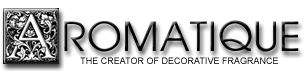 AROMATIQUE
THE CREATOR OF DECORATIVE FRAGRANCE